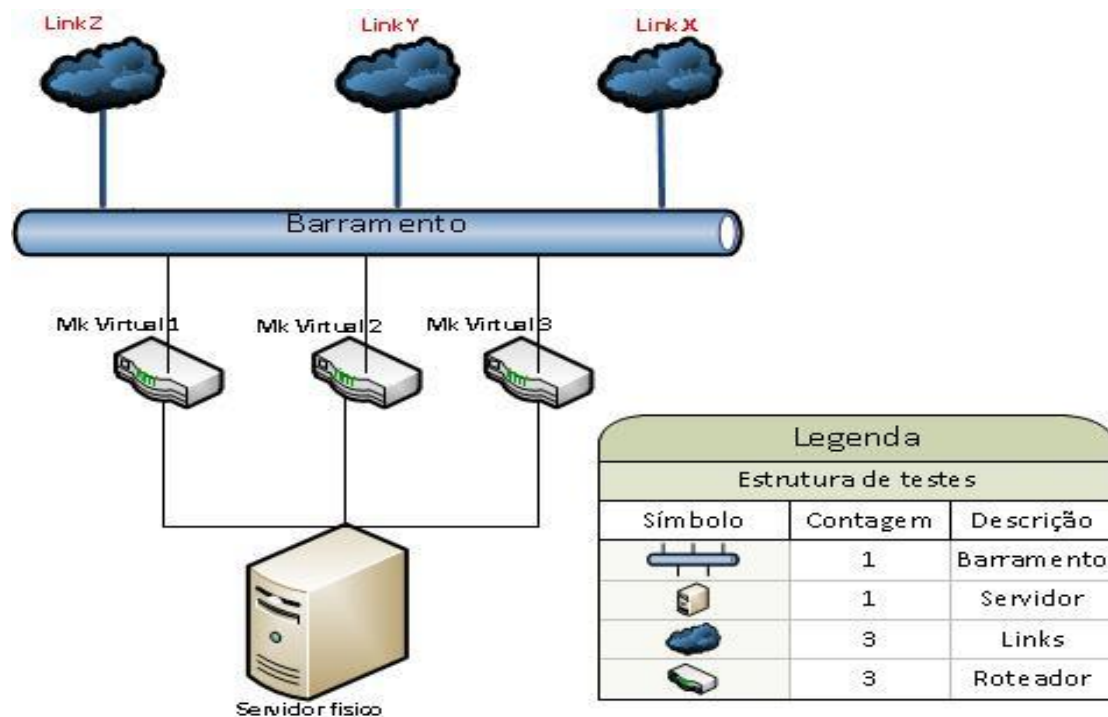 Link Z
Link Y
Link X
Barramento
Mk Virtual 1
Mk Virtual 2
Mk Virtual 3
Servidor fisico
Legenda
Estrutura de testes
Símbolo Contagem Descrição
1 Barramento
1 Servidor
3 Links
3 Roteador